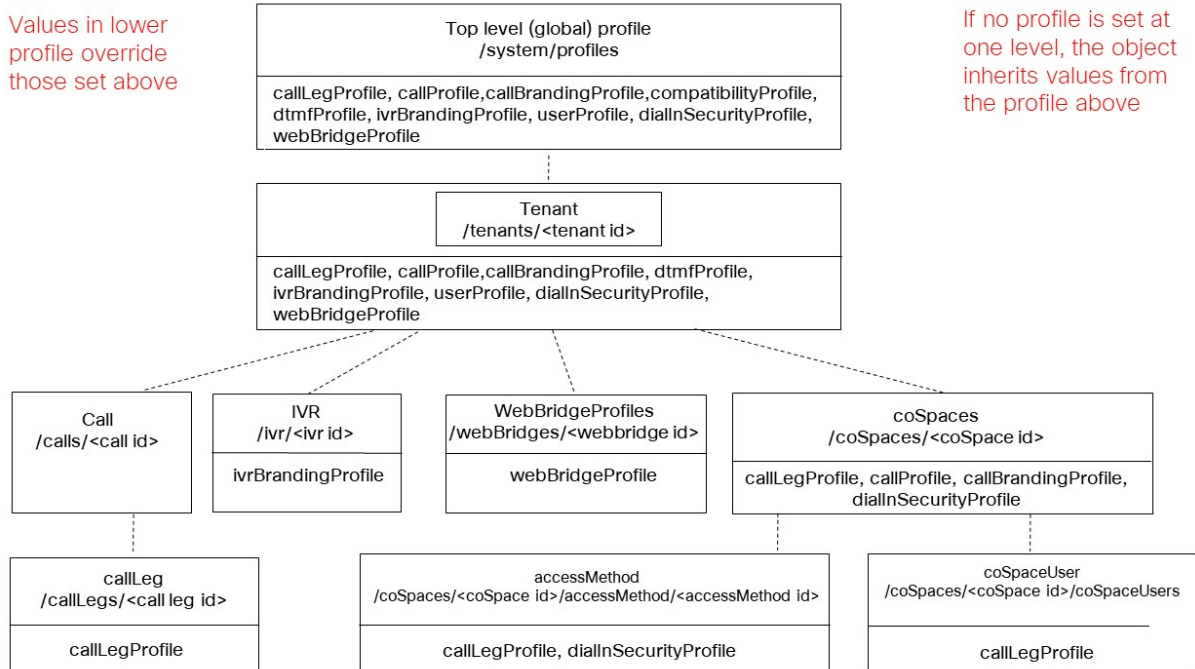 Values in lower
profile override
those set above
Top level (global) profile
/system/profiles
callLegProfile, callProfile,callBrandingProfile,compatibilityProfile,
dtmfProfile, ivrBrandingProfile, userProfile, dialInSecurityProfile,
webBridgeProfile
If no profile is set at
one level, the object
inherits values from
the profile above
Tenant
/tenants/<tenant id>
callLegProfile, callProfile,callBrandingProfile, dtmfProfile,
ivrBrandingProfile, userProfile, dialInSecurityProfile,
webBridgeProfile
Call
/calls/<call id>
IVR
/ivr/<ivr id>
ivrBrandingProfile
WebBridgeProfiles
/webBridges/<webbridge id>
webBridgeProfile
coSpaces
/coSpaces/<coSpace id>
callLegProfile, callProfile, callBrandingProfile,
dialInSecurityProfile
callLeg
/callLegs/<call leg id>
callLegProfile
accessMethod
/coSpaces/<coSpace id>/accessMethod/<accessMethod id>
callLegProfile, dialInSecurityProfile
coSpaceUser
/coSpaces/<coSpace id>/coSpaceUsers
callLegProfile